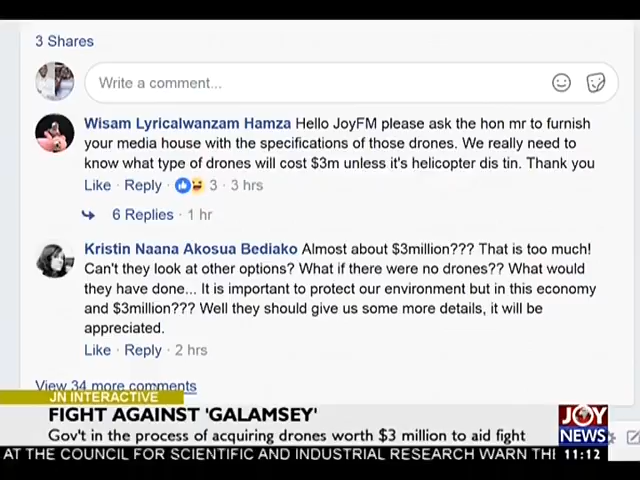 3 Shares
Write a comment...
Wisam Lyricalwanzam Hamza Hello JoyFM please ask the hon mr to furnish
your media house with the specifications of those drones. We really need to
know what type of drones will cost $3m unless it's helicopter dis tin. Thank you
Like · Reply · 3 · 3 hrs
6 Replies · 1 hr
Kristin Naana Akosua Bediako Almost about $3million??? That is too much!
Can't they look at other options? What if there were no drones?? What would
they have done... It is important to protect our environment but in this economy
and $3million??? Well they should give us some more details, it will be
appreciated.
Like · Reply · 2 hrs
View 34 more comments
JN INTERACTIVE
FIGHT AGAINST 'GALAMSEY'
Gov't in the process of acquiring drones worth $3 million to aid fight
JOY
NEWS
AT THE COUNCIL FOR SCIENTIFIC AND INDUSTRIAL RESEARCH WARN THI
11:12